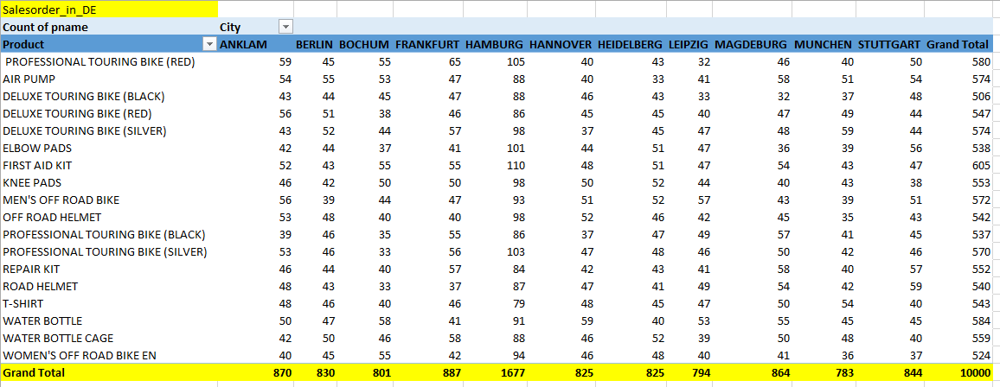 Salesorder_in_DE
Count of pname City
Product ANKLAM BERLIN BOCHUM FRANKFURT HAMBURG HANNOVER HEIDELBERG LEIPZIG MAGDEBURG MUNCHEN STUTTGART Grand Total
PROFESSIONAL TOURING BIKE (RED) 59 45 55 65 105 40 43 32 46 40 50 580
AIR PUMP 54 55 53 47 88 40 33 41 58 51 54 574
DELUXE TOURING BIKE (BLACK) 43 44 45 47 88 46 43 33 32 37 48 506
DELUXE TOURING BIKE (RED) 56 51 38 46 86 45 45 40 47 49 44 547
DELUXE TOURING BIKE (SILVER) 43 52 44 57 98 37 45 47 48 59 44 574
ELBOW PADS 42 44 37 41 101 44 51 47 36 39 56 538
FIRST AID KIT 52 43 55 55 110 48 51 47 54 43 47 605
KNEE PADS 46 42 50 50 98 50 52 44 40 43 38 553
MEN'S OFF ROAD BIKE 56 39 44 47 93 51 52 57 43 39 51 572
OFF ROAD HELMET 53 48 40 40 98 52 46 42 45 35 43 542
PROFESSIONAL TOURING BIKE (BLACK) 39 46 35 55 86 37 47 49 57 41 45 537
PROFESSIONAL TOURING BIKE (SILVER) 53 46 33 56 103 47 48 46 50 42 46 570
REPAIR KIT 46 44 40 57 84 42 43 41 58 40 57 552
ROAD HELMET 48 43 33 37 87 47 41 49 54 42 59 540
T-SHIRT 48 46 40 46 79 48 45 47 50 54 40 543
WATER BOTTLE 50 47 58 41 91 59 40 53 55 45 45 584
WATER BOTTLE CAGE 42 50 46 58 88 46 52 39 50 48 40 559
WOMEN'S OFF ROAD BIKE EN 40 45 55 42 94 46 48 40 41 36 37 524
Grand Total 870 830 801 887 1677 825 825 794 864 783 844 10000